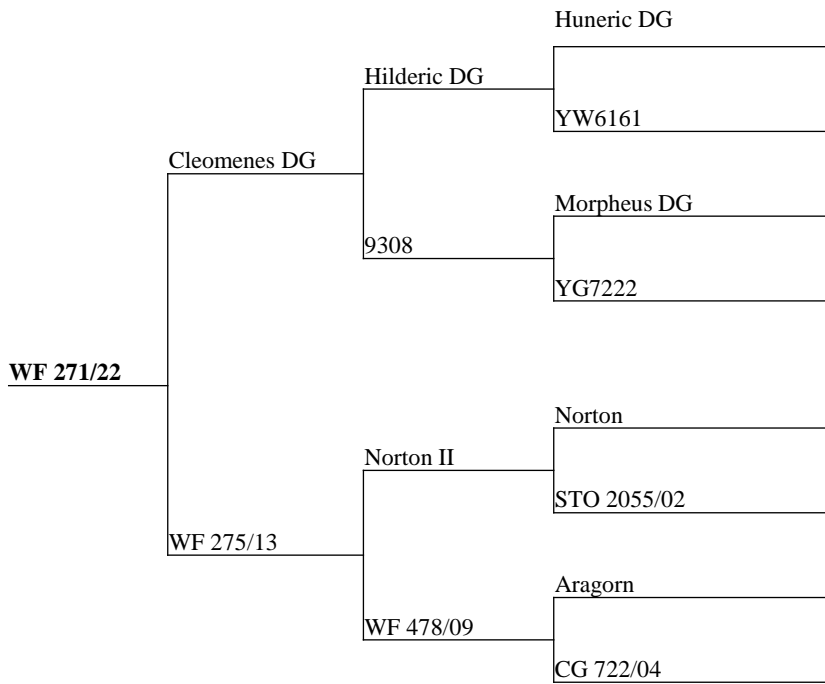 Huneric DG
Hilderic DG
YW6161
Cleomenes DG
Morpheus DG
9308
YG7222
WF 271/22
Norton
Norton II
STO 2055/02
WF 275/13
Aragorn
WF 478/09
CG 722/04